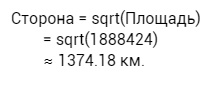 Сторона = sqrt(Площадь)
= sqrt(1888424)
≈ 1374.18 км.